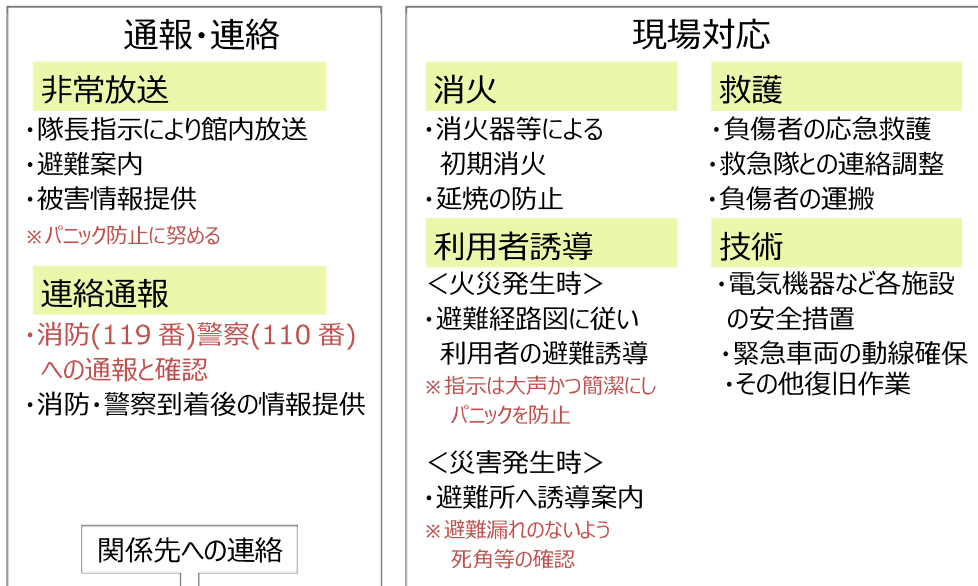 通報・連絡
非常放送
・隊長指示により館内放送
・避難案内
・被害情報提供
※パニック防止に努める
連絡通報
・消防(119 番)警察(110 番)
への通報と確認
・消防・警察到着後の情報提供
関係先への連絡
現場対応
消火
・消火器等による
初期消火
・延焼の防止
利用者誘導
＜火災発生時＞
・避難経路図に従い
利用者の避難誘導
※指示は大声かつ簡潔にし
パニックを防止
＜災害発生時＞
・避難所へ誘導案内
※避難漏れのないよう
死角等の確認
救護
・負傷者の応急救護
・救急隊との連絡調整
・負傷者の運搬
技術
・電気機器など各施設
の安全措置
・緊急車両の動線確保
・その他復旧作業